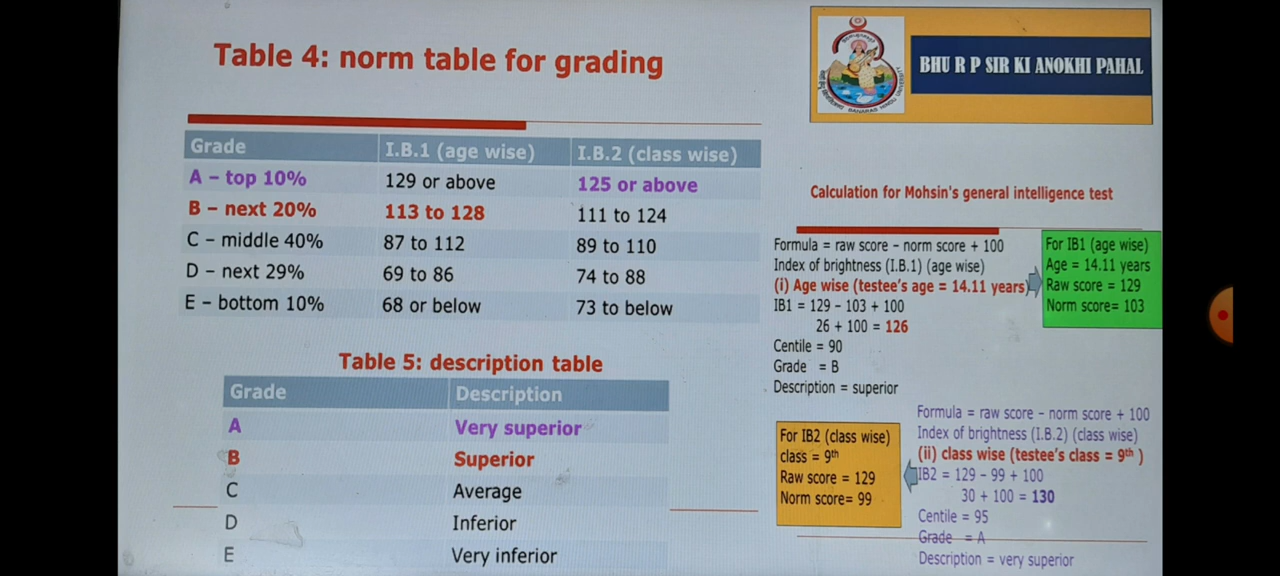 Table 4: norm table for grading
BHU R P SIR KI ANOKHI PAHAL
Grade I.B.1 (age wise) I.B.2 (class wise)
A – top 10% 129 or above 125 or above
B – next 20% 113 to 128 111 to 124
C – middle 40% 87 to 112 89 to 110
D – next 29% 69 to 86 74 to 88
E – bottom 10% 68 or below 73 to below
Table 5: description table
Grade Description
A Very superior
B Superior
C Average
D Inferior
E Very inferior
Calculation for Mohsin's general intelligence test
Formula = raw score – norm score + 100
Index of brightness (I.B.1) (age wise)
(i) Age wise (testee's age = 14.11 years)
IB1 = 129 – 103 + 100
26 + 100 = 126
Centile = 90
Grade = B
Description = superior
For IB1 (age wise)
Age = 14.11 years
Raw score = 129
Norm score= 103
For IB2 (class wise)
class = 9th
Raw score = 129
Norm score= 99
Formula = raw score – norm score + 100
Index of brightness (I.B.2) (class wise)
(ii) class wise (testee's class = 9th )
IB2 = 129 – 99 + 100
30 + 100 = 130
Centile = 95
Grade = A
Description = very superior